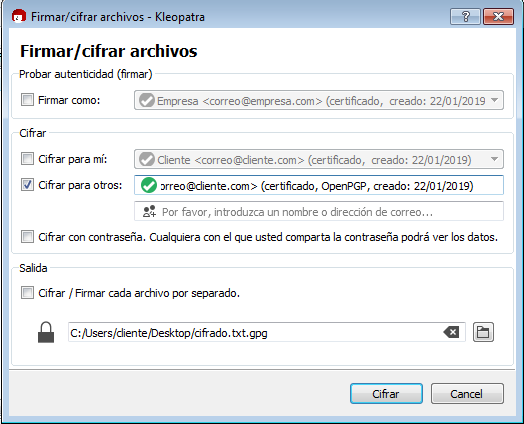 Firmar/cifrar archivos - Kleopatra
Firmar/cifrar archivos
Probar autenticidad (firmar)
Firmar como: Empresa <correo@empresa.com> (certificado, creado: 22/01/2019
Cifrar
Cifrar para mí: Cliente <correo@cliente.com> (certificado, creado: 22/01/2019)
Cifrar para otros: orreo@cliente.com> (certificado, OpenPGP, creado: 22/01/2019)
Por favor, introduzca un nombre o dirección de correo...
Cifrar con contraseña. Cualquiera con el que usted comparta la contraseña podrá ver los datos.
Salida
Cifrar / Firmar cada archivo por separado.
C:/Users/cliente/Desktop/cifrado.txt.gpg
Cifrar Cancel